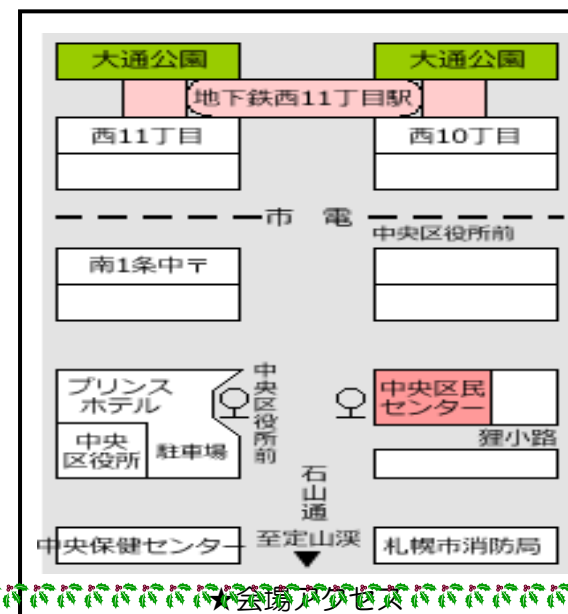 大通公園
大通公園
地下鉄西11丁目駅
西11丁目
西10丁目
市 電
中央区役所前
南1条中〒
プリンス
ホテル
中央区役所前
中央区民
センター
中央
区役所
駐車場
狸小路
石山通
中央保健センター
至定山渓
札幌市消防局
★会場アクセス